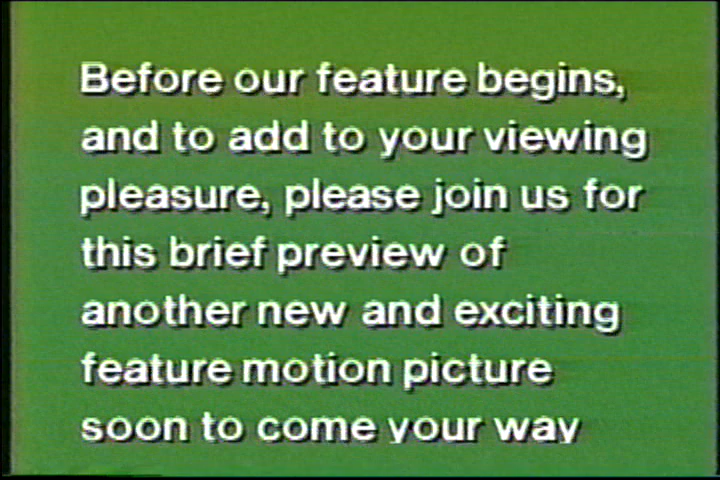 Before our feature begins,
and to add to your viewing
pleasure, please join us for
this brief preview of
another new and exciting
feature motion picture
soon to come your way